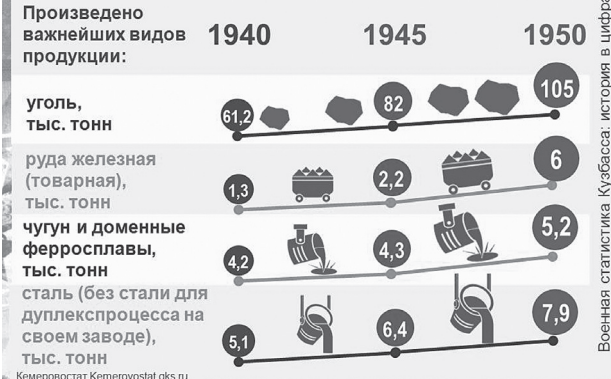 Произведено
важнейших видов
продукции:
1940 1945 1950
уголь,
тыс. тонн
61,2 82 105
руда железная
(товарная),
тыс. тонн
1,3 2,2 6
чугун и доменные
ферросплавы,
тыс. тонн
4,2 4,3 5,2
сталь (без стали для
дуплекспроцесса на
своем заводе),
тыс. тонн
5,1 6,4 7,9
Кемеровостат Kemerovostat.gks.ru
Военная статистика Кузбасса: история в цифра